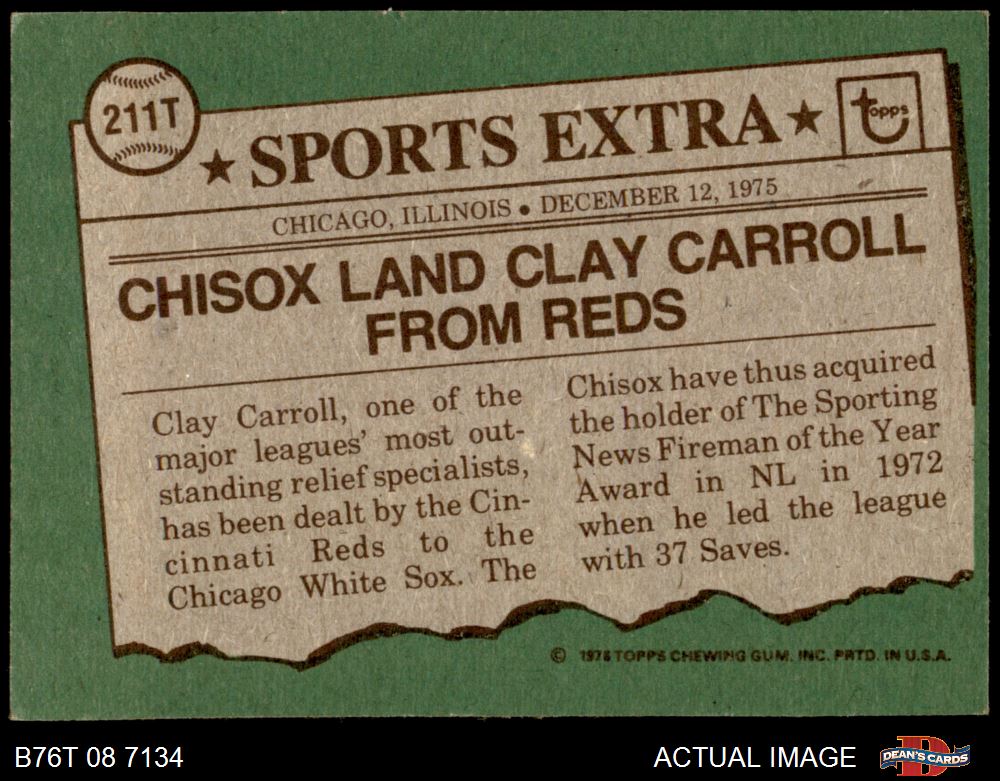 211T
★ SPORTS EXTRA ★
topps
CHICAGO, ILLINOIS ● DECEMBER 12, 1975
CHISOX LAND CLAY CARROLL
FROM REDS
Clay Carroll, one of the
major leagues' most out-
standing relief specialists,
has been dealt by the Cin-
cinnati Reds to the
Chicago White Sox. The
Chisox have thus acquired
the holder of The Sporting
News Fireman of the Year
Award in NL in 1972
when he led the league
with 37 Saves.
© 1976 TOPPS CHEWING GUM. INC. PRTD. IN U.S.A.
B76T 08 7134
ACTUAL IMAGE
DEAN'S CARDS